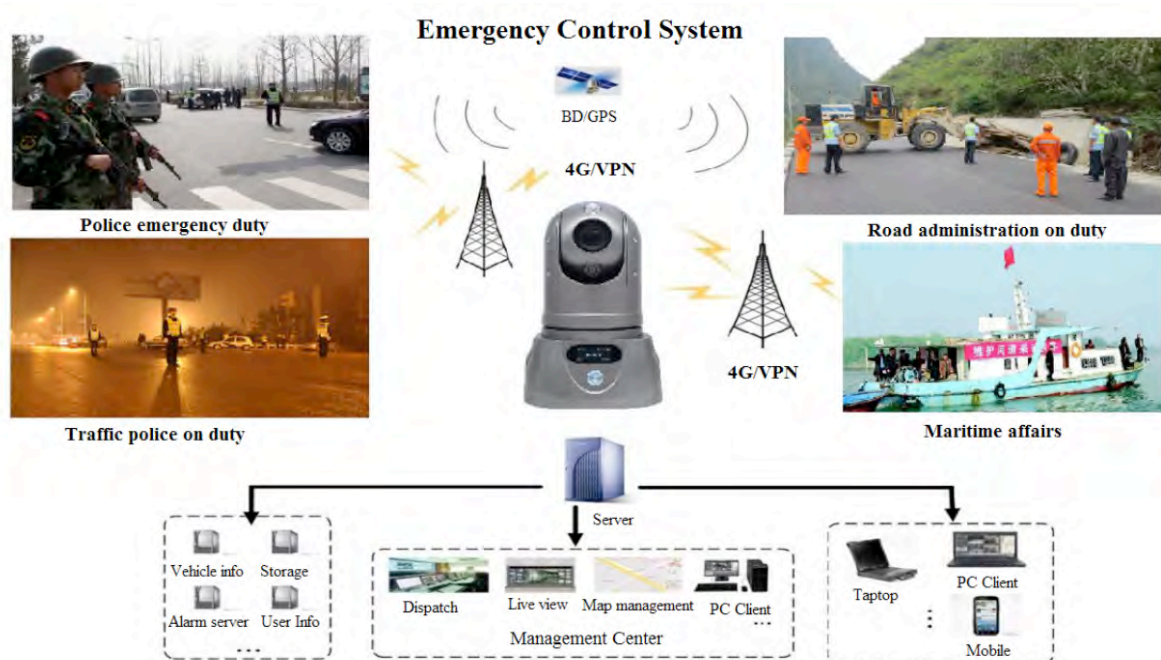 Emergency Control System
BD/GPS
4G/VPN
Police emergency duty
Road administration on duty
4G/VPN
Traffic police on duty
Maritime affairs
Server
Vehicle info
Storage
Alarm server
User Info
...
Dispatch
Live view
Map management
PC Client
...
Management Center
Taptop
PC Client
Mobile